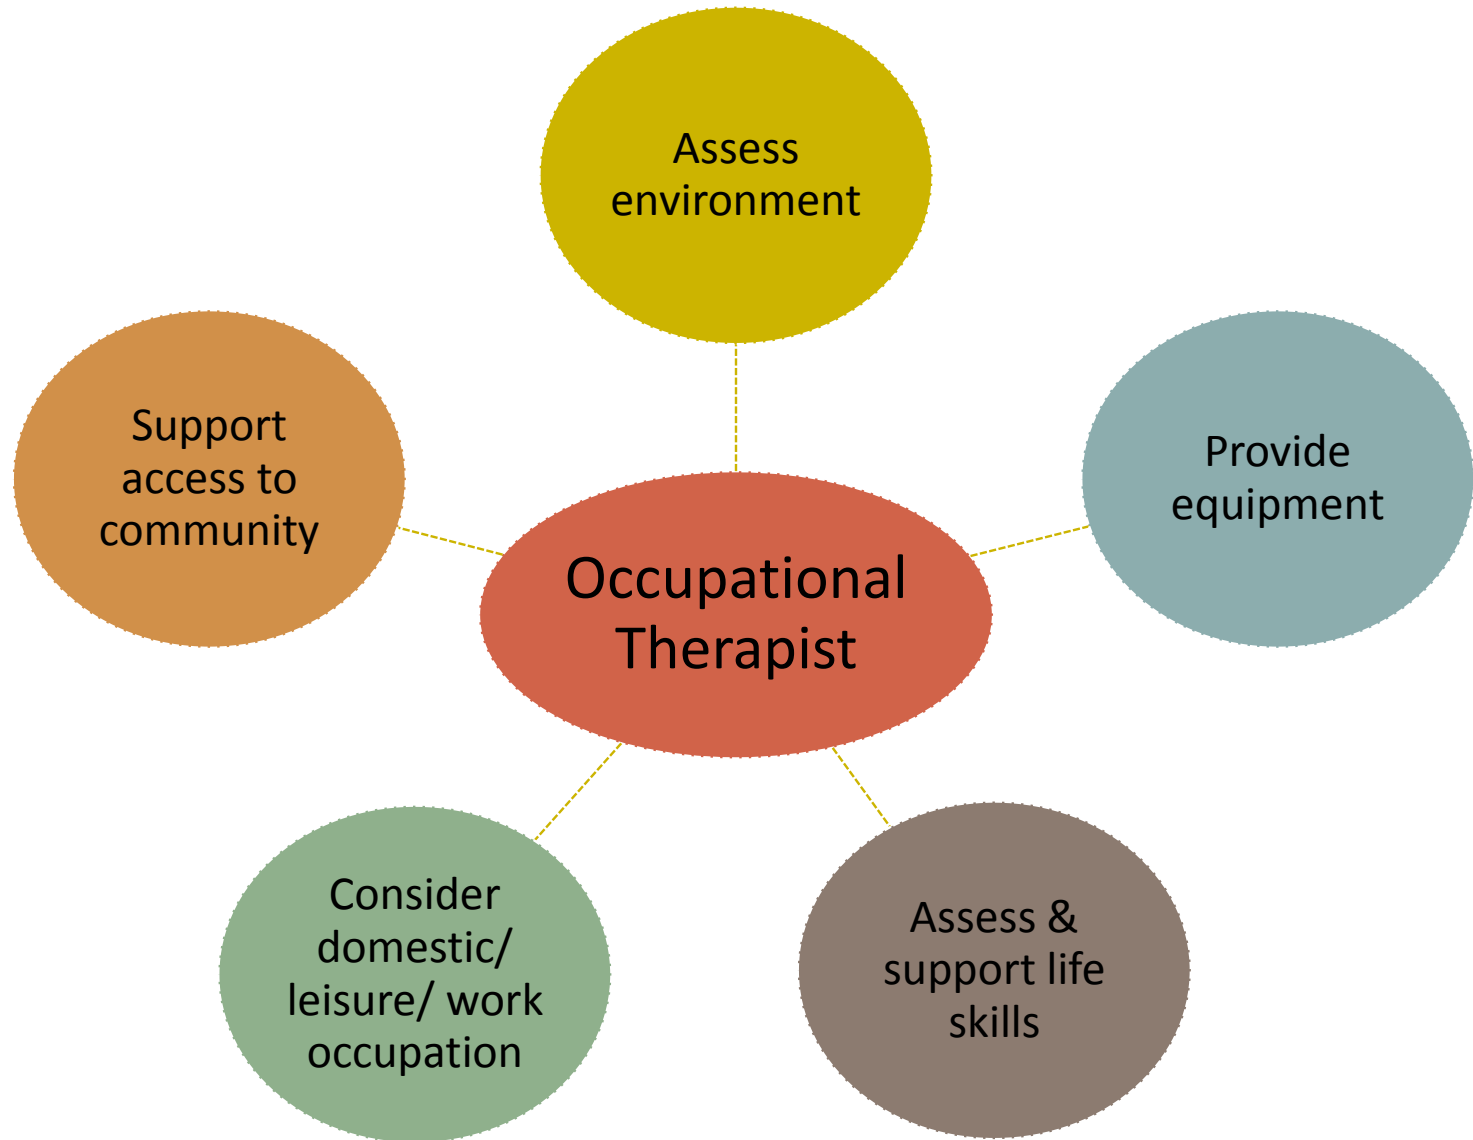 Assess
environment
Support
access to
community
Provide
equipment
Occupational
Therapist
Consider
domestic/
leisure/ work
occupation
Assess &
support life
skills